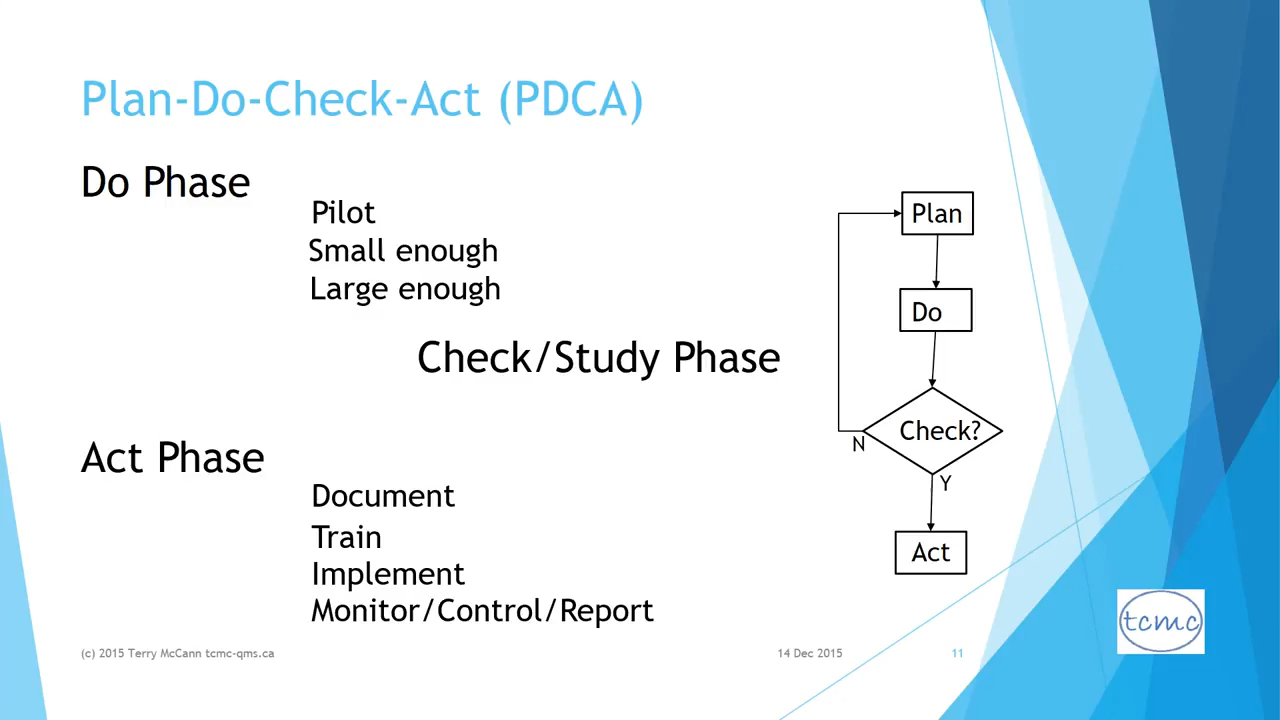 Plan-Do-Check-Act (PDCA)
Do Phase
Pilot
Small enough
Large enough
Check/Study Phase
Act Phase
Document
Train
Implement
Monitor/Control/Report
Plan
Do
Check?
N
Y
Act
tcmc
(c) 2015 Terry McCann tcmc-qms.ca
14 Dec 2015
11